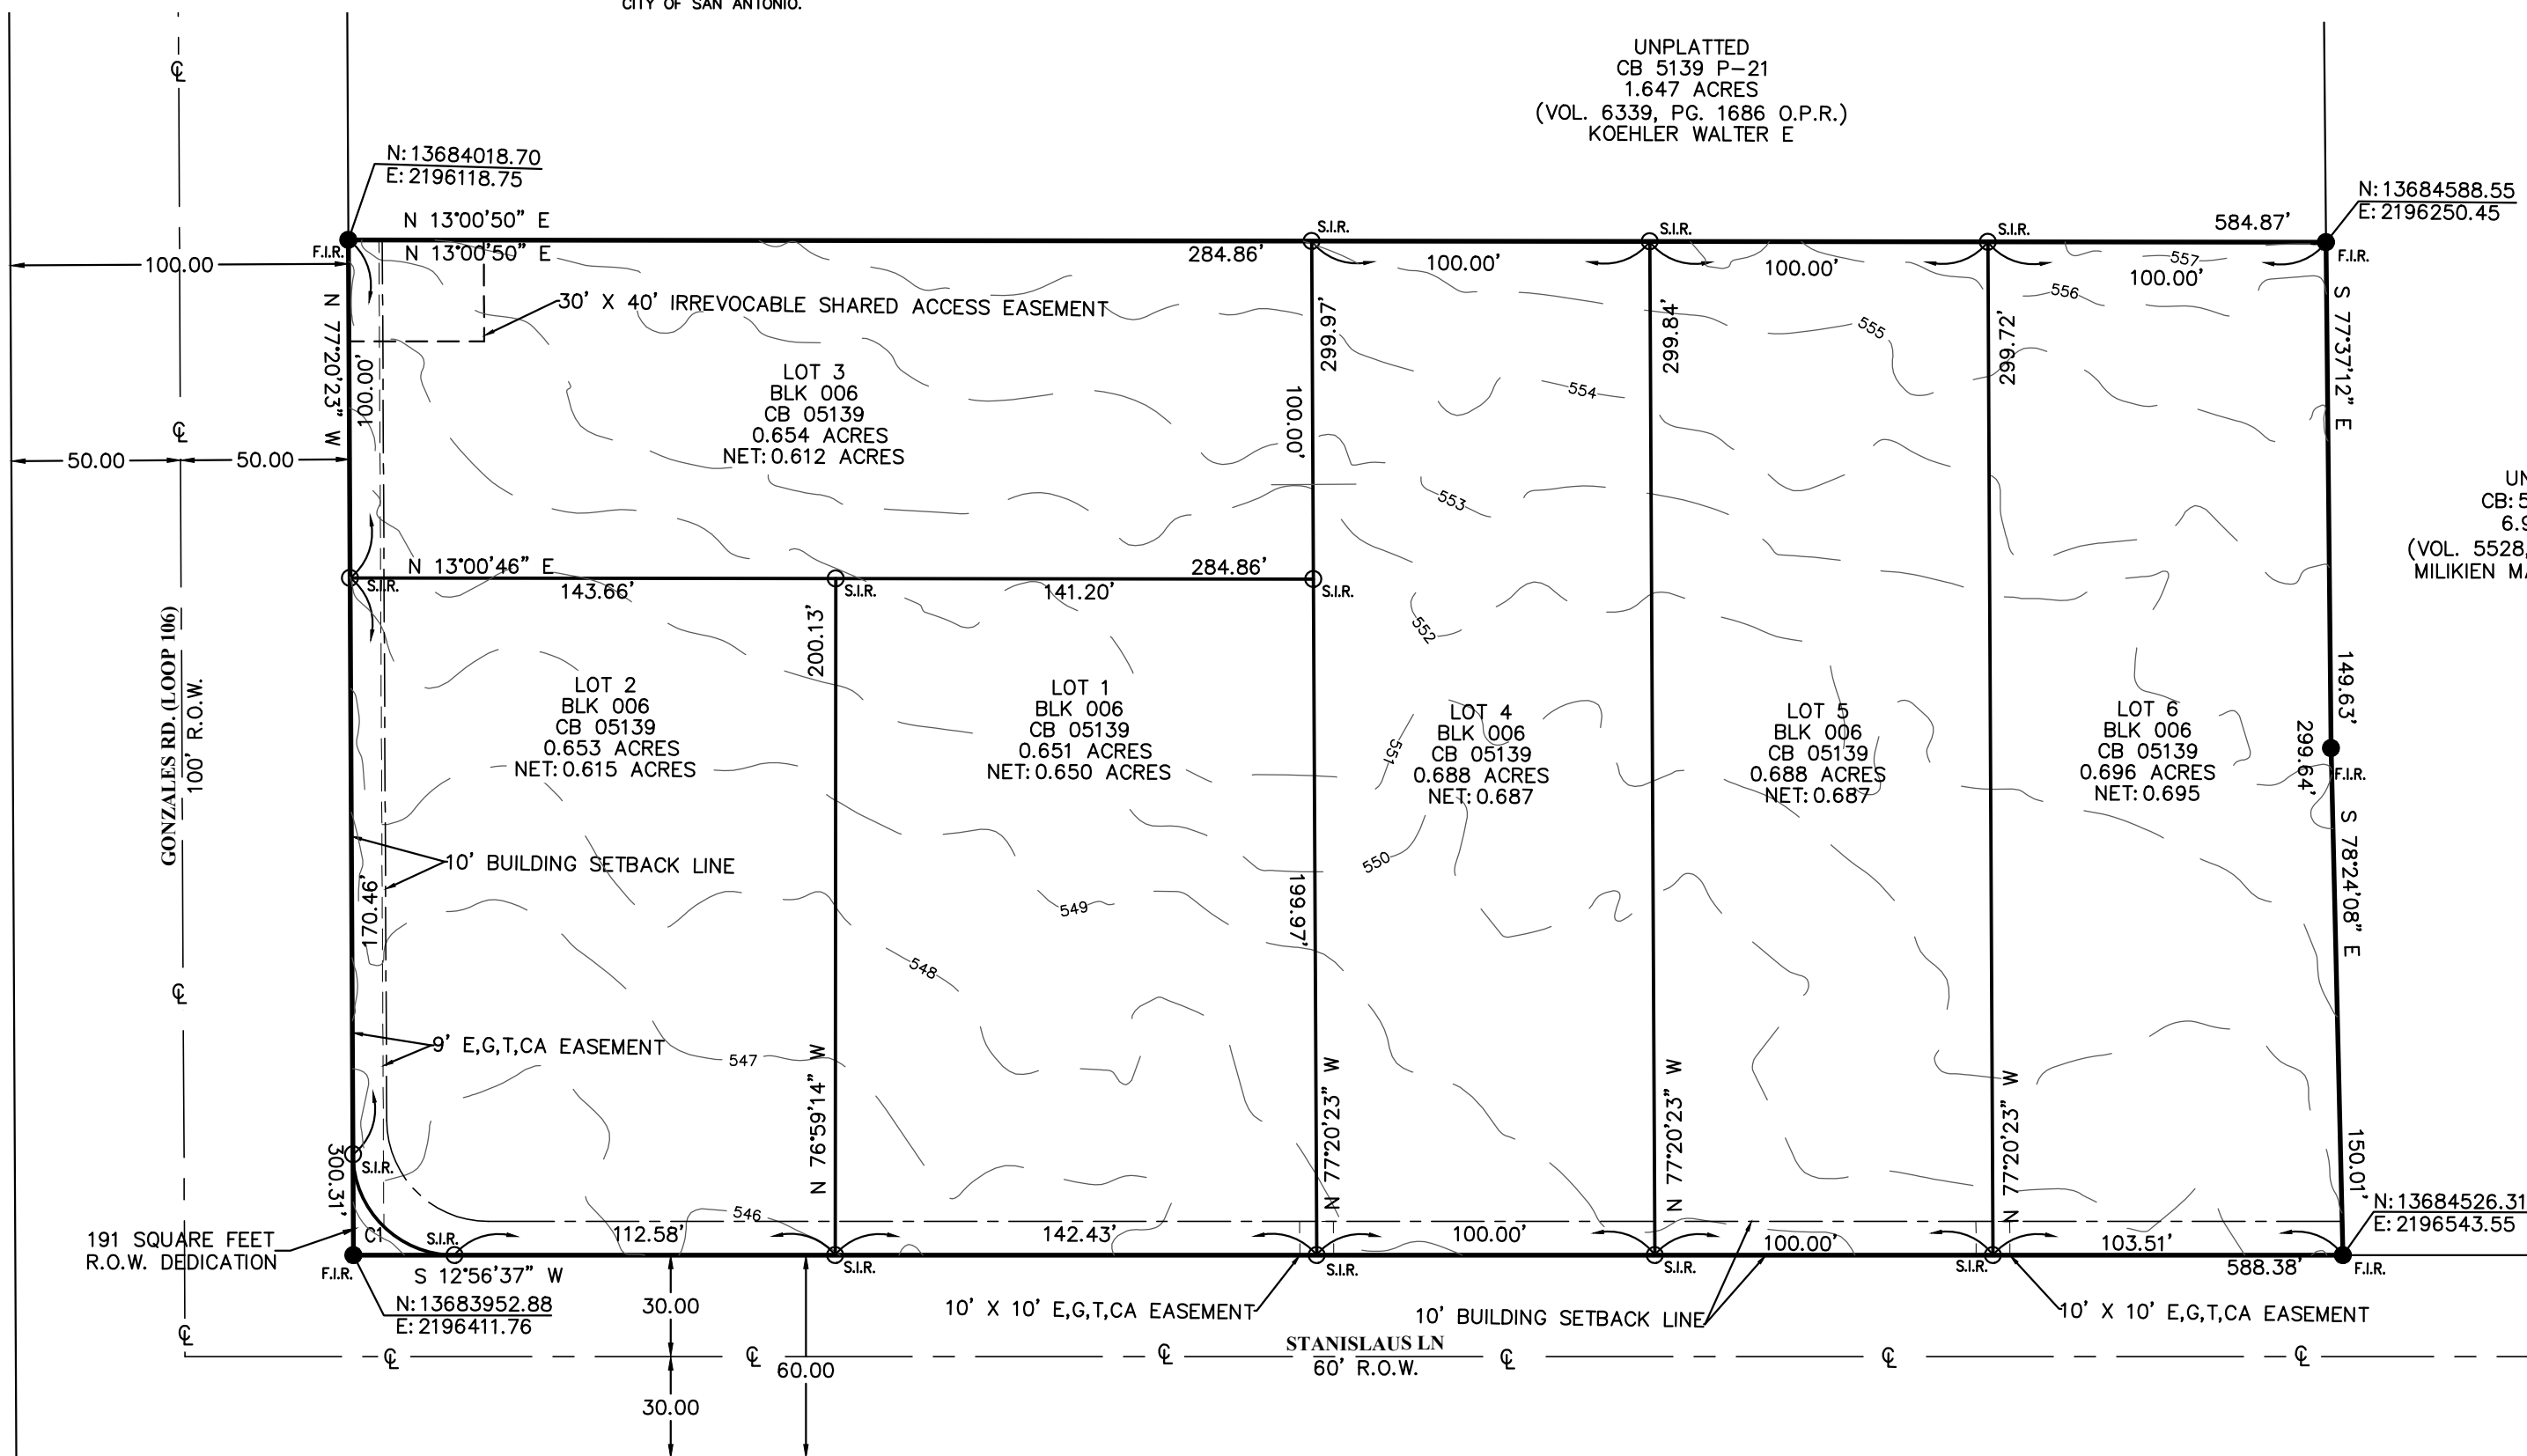 CITY OF SAN ANTONIO.
UNPLATTED
CB 5139 P-21
1.647 ACRES
(VOL. 6339, PG. 1686 O.P.R.)
KOEHLER WALTER E
℄
N:13684018.70
E:2196118.75
N:13684588.55
E:2196250.45
N 13°00'50" E
584.87'
S.I.R.
S.I.R.
S.I.R.
F.I.R.
N 13°00'50" E
284.86'
100.00'
100.00'
100.00'
F.I.R.
100.00
557
556
555
554
553
552
551
550
549
548
547
546
30' X 40' IRREVOCABLE SHARED ACCESS EASEMENT
N 77°20'23" W
100.00'
299.97'
299.84'
299.72'
S 77°37'12" E
100.00'
LOT 3
BLK 006
CB 05139
0.654 ACRES
NET:0.612 ACRES
℄
50.00
50.00
UN
CB:5
6.9
(VOL. 5528,
MILIKIEN MA
N 13°00'46" E
284.86'
S.I.R.
143.66'
S.I.R.
141.20'
S.I.R.
GONZALES RD. (LOOP 106)
100' R.O.W.
200.13'
149.63'
299.64'
F.I.R.
S 78°24'08" E
LOT 2
BLK 006
CB 05139
0.653 ACRES
NET:0.615 ACRES
LOT 1
BLK 006
CB 05139
0.651 ACRES
NET:0.650 ACRES
LOT 4
BLK 006
CB 05139
0.688 ACRES
NET:0.687
LOT 5
BLK 006
CB 05139
0.688 ACRES
NET:0.687
LOT 6
BLK 006
CB 05139
0.696 ACRES
NET:0.695
10' BUILDING SETBACK LINE
170.46'
199.97'
℄
9' E,G,T,CA EASEMENT
N 76°59'14" W
N 77°20'23" W
N 77°20'23" W
N 77°20'23" W
150.01'
300.31'
S.I.R.
C1
S.I.R.
191 SQUARE FEET
R.O.W. DEDICATION
112.58'
142.43'
100.00'
100.00'
103.51'
N:13684526.31
E:2196543.55
F.I.R.
S 12°56'37" W
S.I.R.
S.I.R.
S.I.R.
S.I.R.
588.38'
F.I.R.
N:13683952.88
E:2196411.76
30.00
10' X 10' E,G,T,CA EASEMENT
10' BUILDING SETBACK LINE
10' X 10' E,G,T,CA EASEMENT
℄
STANISLAUS LN
℄
℄
℄
℄
℄
℄
60.00
60' R.O.W.
30.00